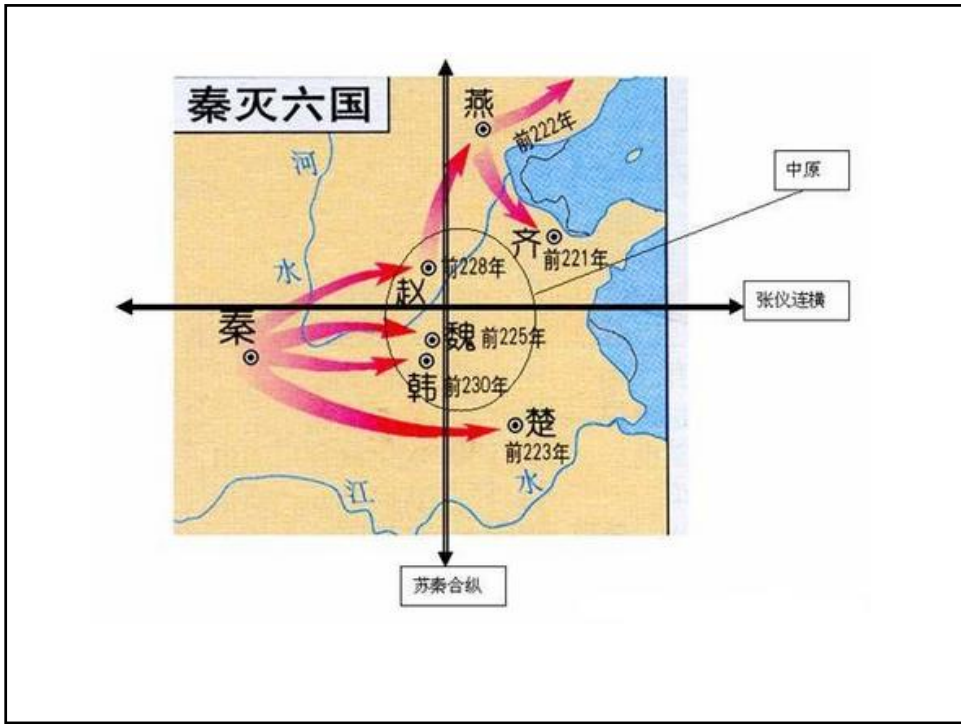 秦灭六国
燕
前222年
河
中原
齐
前221年
水
前228年
赵
张仪连横
秦
魏
前225年
韩
前230年
楚
前223年
江
水
苏秦合纵